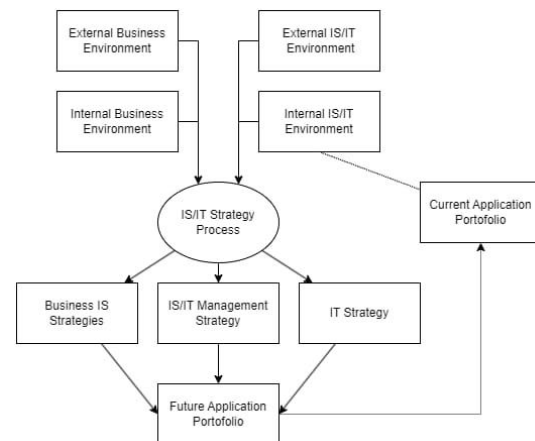 External Business
Environment
External IS/IT
Environment
Internal Business
Environment
Internal IS/IT
Environment
IS/IT Strategy
Process
Current Application
Portofolio
Business IS
Strategies
IS/IT Management
Strategy
IT Strategy
Future Application
Portofolio